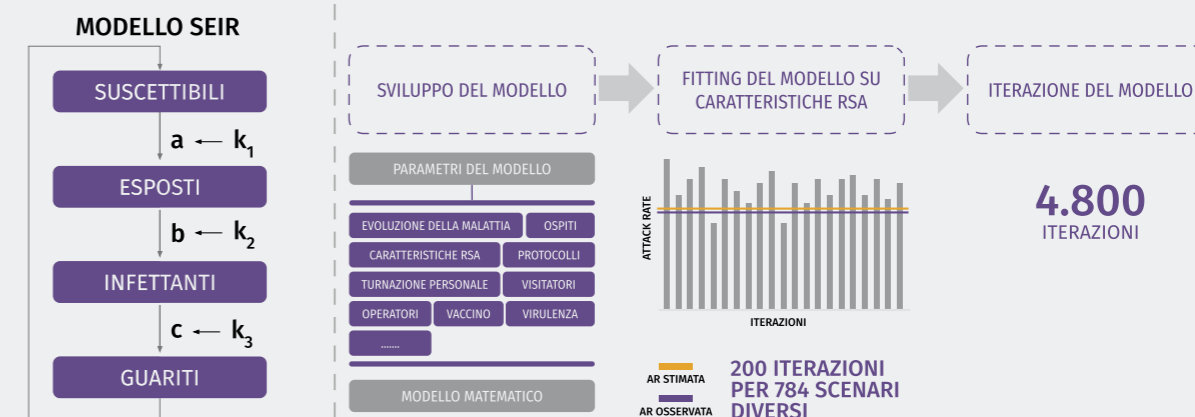 MODELLO SEIR
SUSCETTIBILI
a ← k₁
ESPOSTI
b ← k₂
INFETTANTI
c ← k₃
GUARITI
SVILUPPO DEL MODELLO
PARAMETRI DEL MODELLO
EVOLUZIONE DELLA MALATTIA
OSPITI
CARATTERISTICHE RSA
PROTOCOLLI
TURNAZIONE PERSONALE
VISITATORI
OPERATORI
VACCINO
VIRULENZA
.......
MODELLO MATEMATICO
FITTING DEL MODELLO SU
CARATTERISTICHE RSA
ATTACK RATE
ITERAZIONI
AR STIMATA
AR OSSERVATA
200 ITERAZIONI
PER 784 SCENARI
DIVERSI
ITERAZIONE DEL MODELLO
4.800
ITERAZIONI